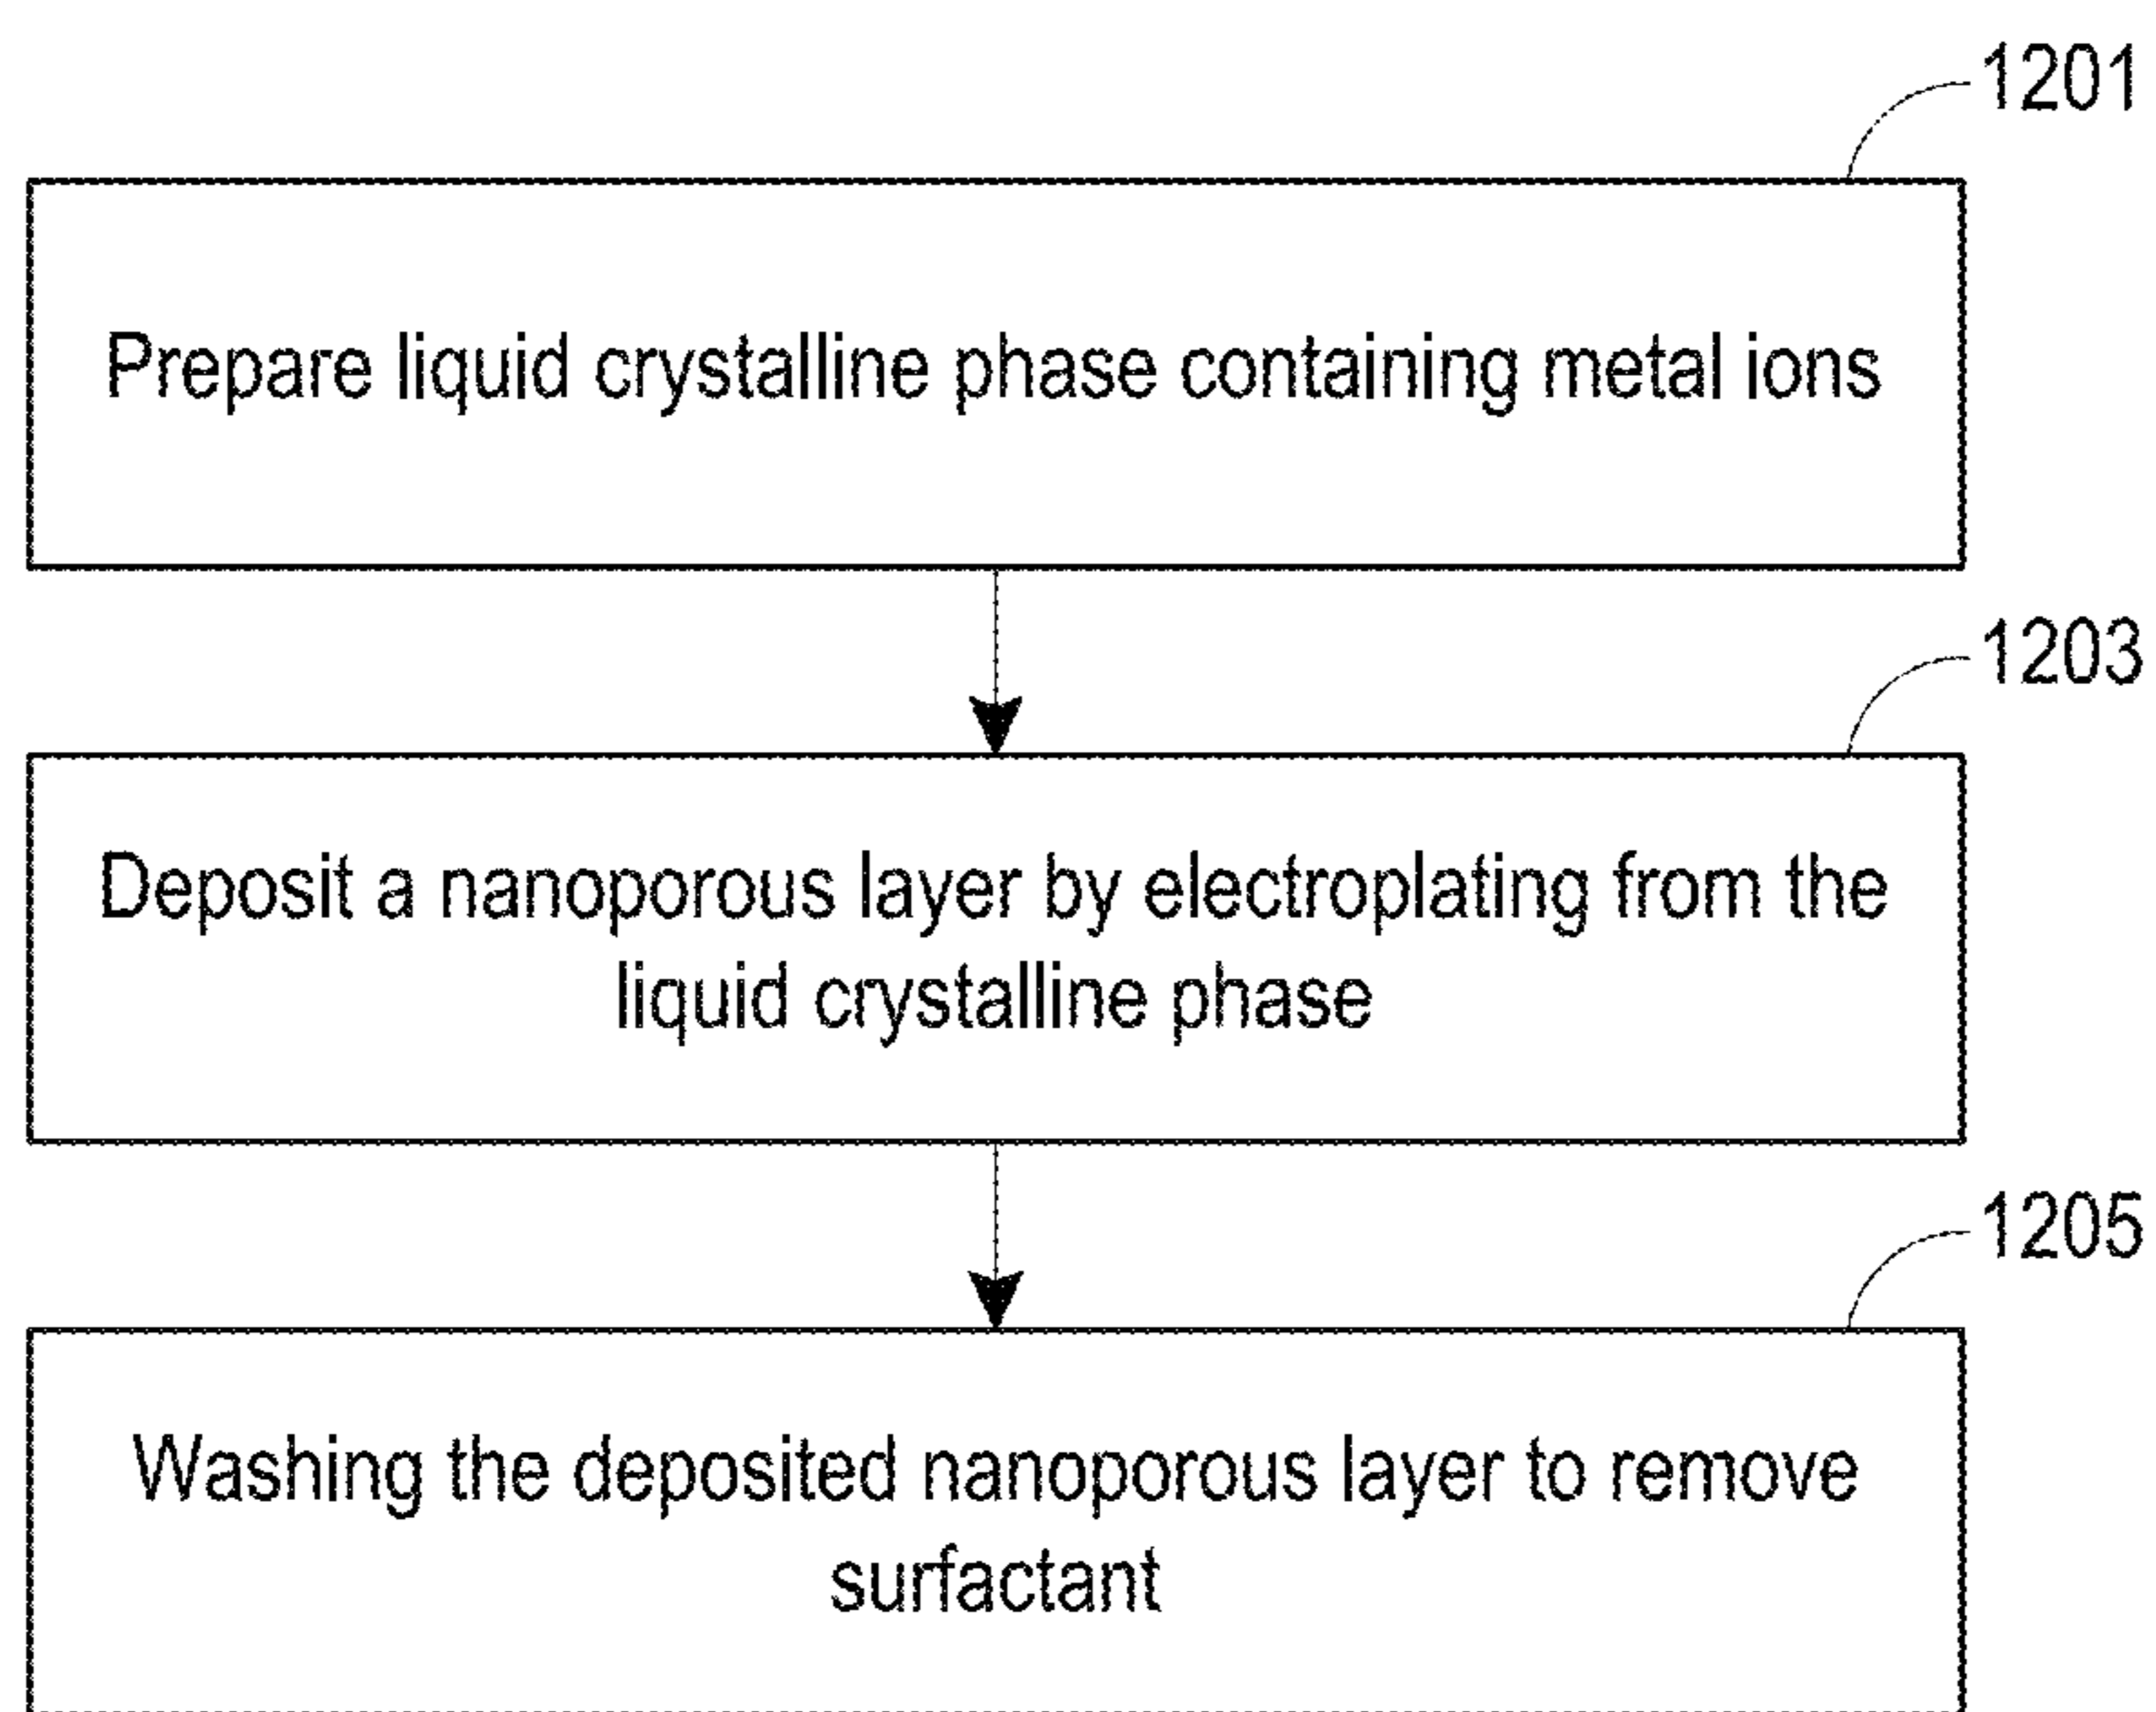 1201
Prepare liquid crystalline phase containing metal ions
1203
Deposit a nanoporous layer by electroplating from the
liquid crystalline phase
1205
Washing the deposited nanoporous layer to remove
surfactant